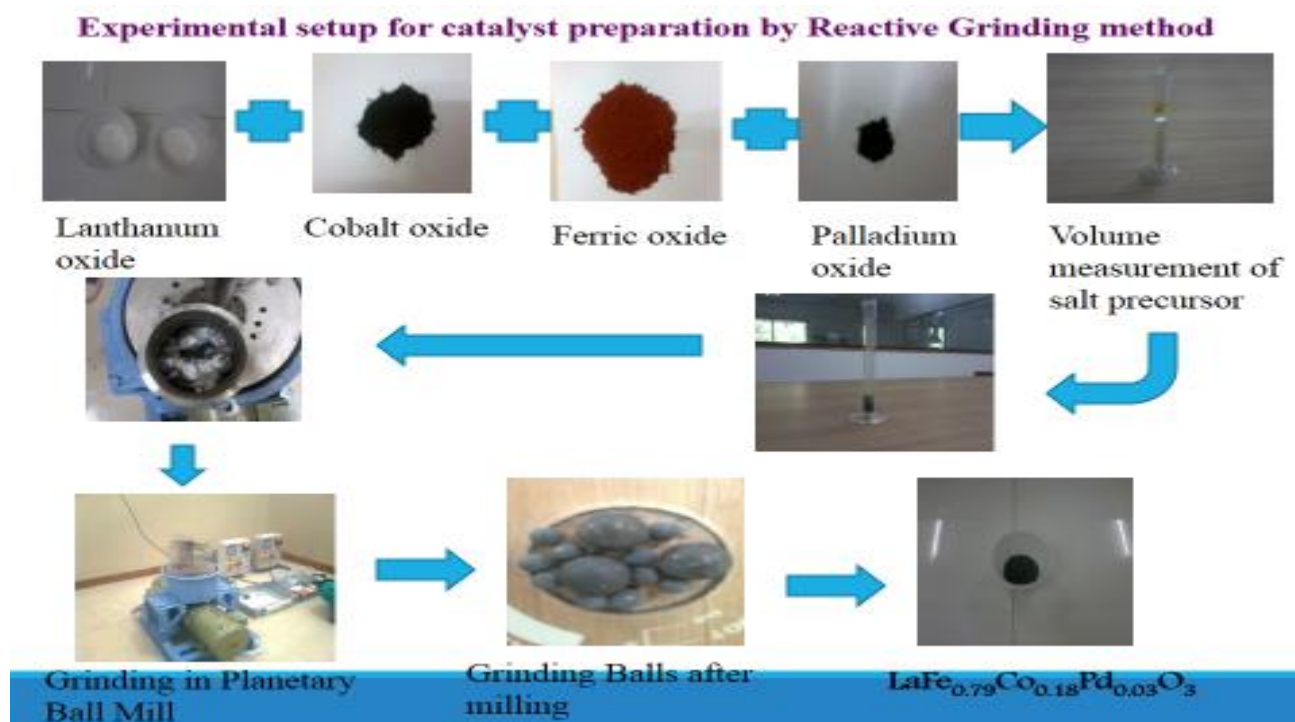 Experimental setup for catalyst preparation by Reactive Grinding method
Lanthanum
oxide
Cobalt oxide
Ferric oxide
Palladium
oxide
Volume
measurement of
salt precursor
Grinding in Planetary
Ball Mill
Grinding Balls after
milling
LaFe₀.₇₉Co₀.₁₈Pd₀.₀₃O₃